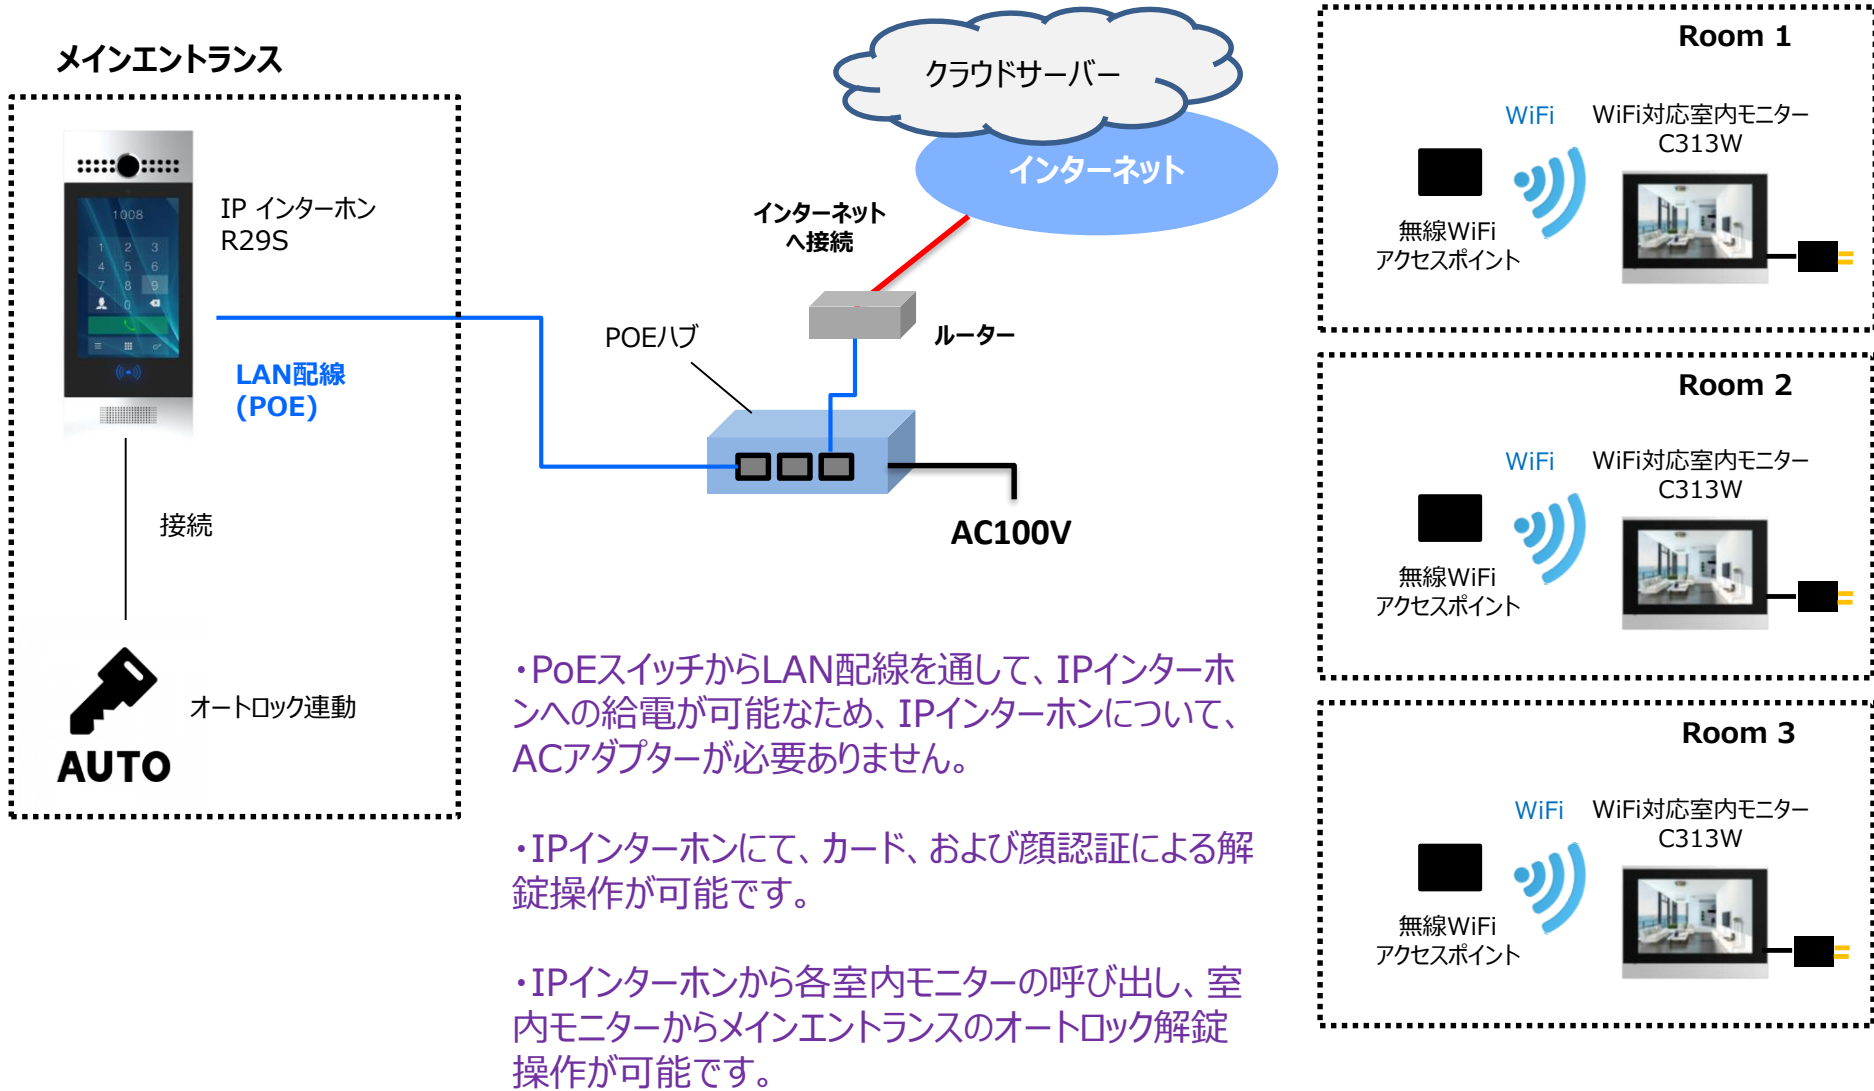 メインエントランス
1008
1 2 3
4 5 6
7 8 9
0
IP インターホン
R29S
LAN配線
(POE)
接続
オートロック連動
AUTO
クラウドサーバー
インターネット
インターネット
へ接続
ルーター
POEハブ
AC100V
・PoEスイッチからLAN配線を通して、IPインターホ
ンへの給電が可能なため、IPインターホンについて、
ACアダプターが必要ありません。
・IPインターホンにて、カード、および顔認証による解
錠操作が可能です。
・IPインターホンから各室内モニターの呼び出し、室
内モニターからメインエントランスのオートロック解錠
操作が可能です。
Room 1
WiFi
WiFi対応室内モニター
C313W
無線WiFi
アクセスポイント
Room 2
WiFi
WiFi対応室内モニター
C313W
無線WiFi
アクセスポイント
Room 3
WiFi
WiFi対応室内モニター
C313W
無線WiFi
アクセスポイント